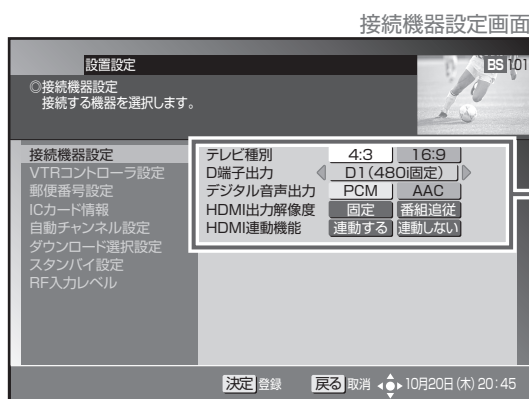 接続機器設定画面
設置設定
BS 101
◎接続機器設定
接続する機器を選択します。
接続機器設定
VTRコントローラ設定
郵便番号設定
ICカード情報
自動チャンネル設定
ダウンロード選択設定
スタンバイ設定
RF入力レベル
テレビ種別 4:3 16:9
D端子出力 D1(480i固定)
デジタル音声出力 PCM AAC
HDMI出力解像度 固定 番組追従
HDMI連動機能 連動する 連動しない
決定 登録 戻る 取消 10月20日(木) 20:45